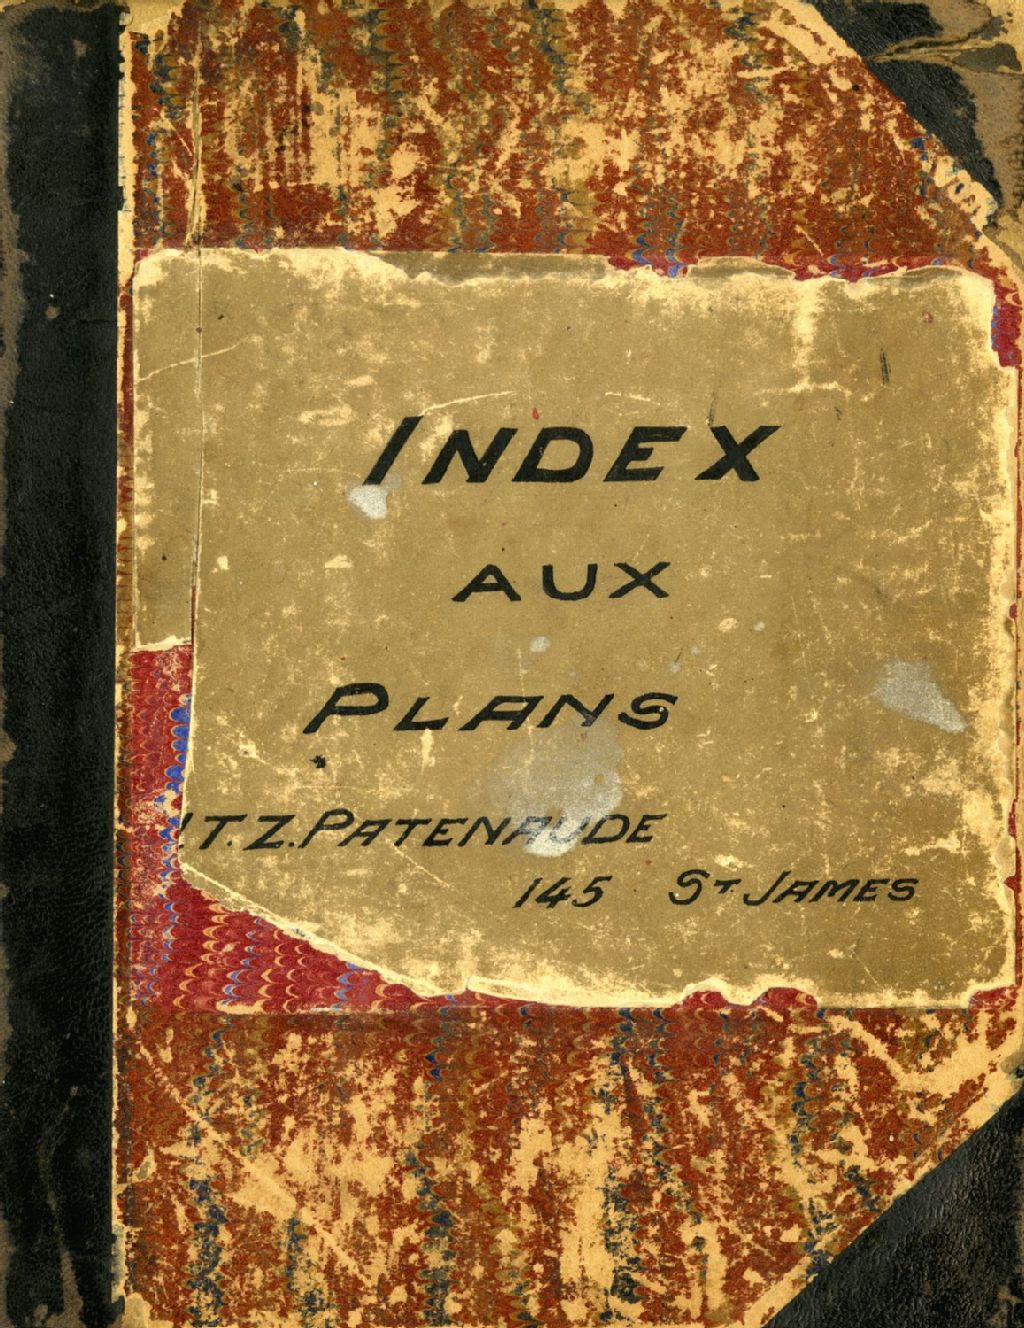 INDEX
AUX
PLANS
.T.Z.PATENAUDE
145 ST JAMES